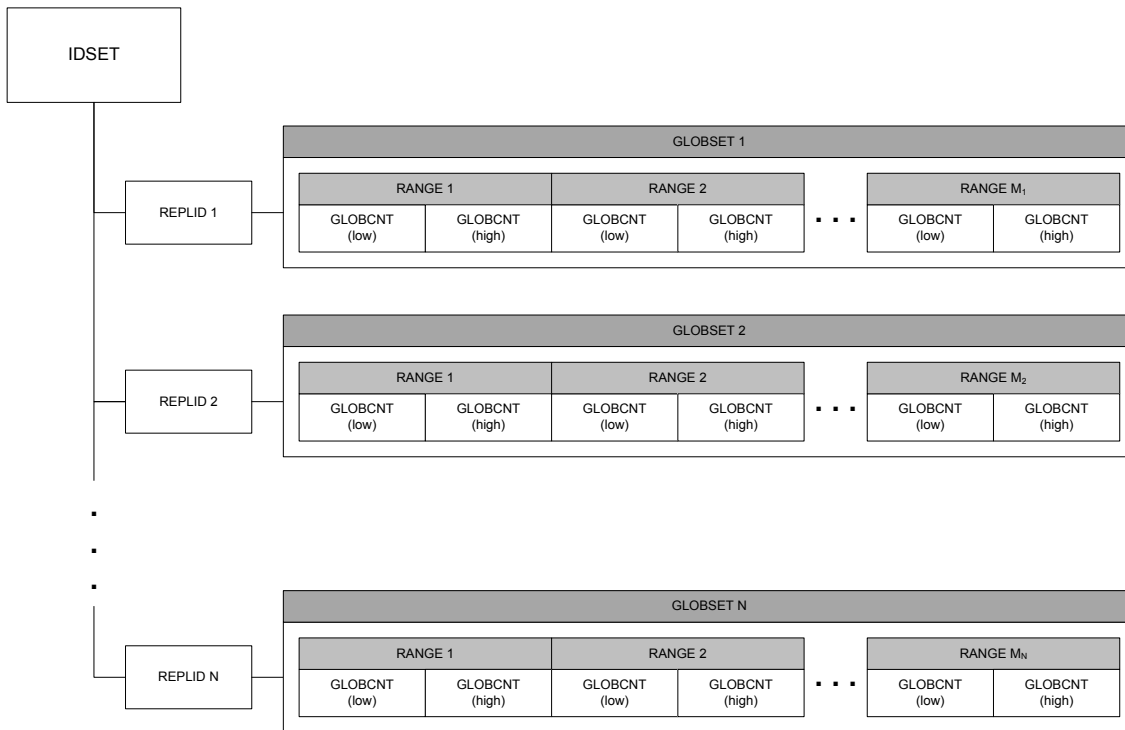 IDSET
GLOBSET 1
REPLID 1
RANGE 1 RANGE 2 . . . RANGE M₁
GLOBCNT GLOBCNT GLOBCNT GLOBCNT GLOBCNT GLOBCNT
(low) (high) (low) (high) (low) (high)
GLOBSET 2
REPLID 2
RANGE 1 RANGE 2 . . . RANGE M₂
GLOBCNT GLOBCNT GLOBCNT GLOBCNT GLOBCNT GLOBCNT
(low) (high) (low) (high) (low) (high)
.
.
.
GLOBSET N
REPLID N
RANGE 1 RANGE 2 . . . RANGE Mₙ
GLOBCNT GLOBCNT GLOBCNT GLOBCNT GLOBCNT GLOBCNT
(low) (high) (low) (high) (low) (high)